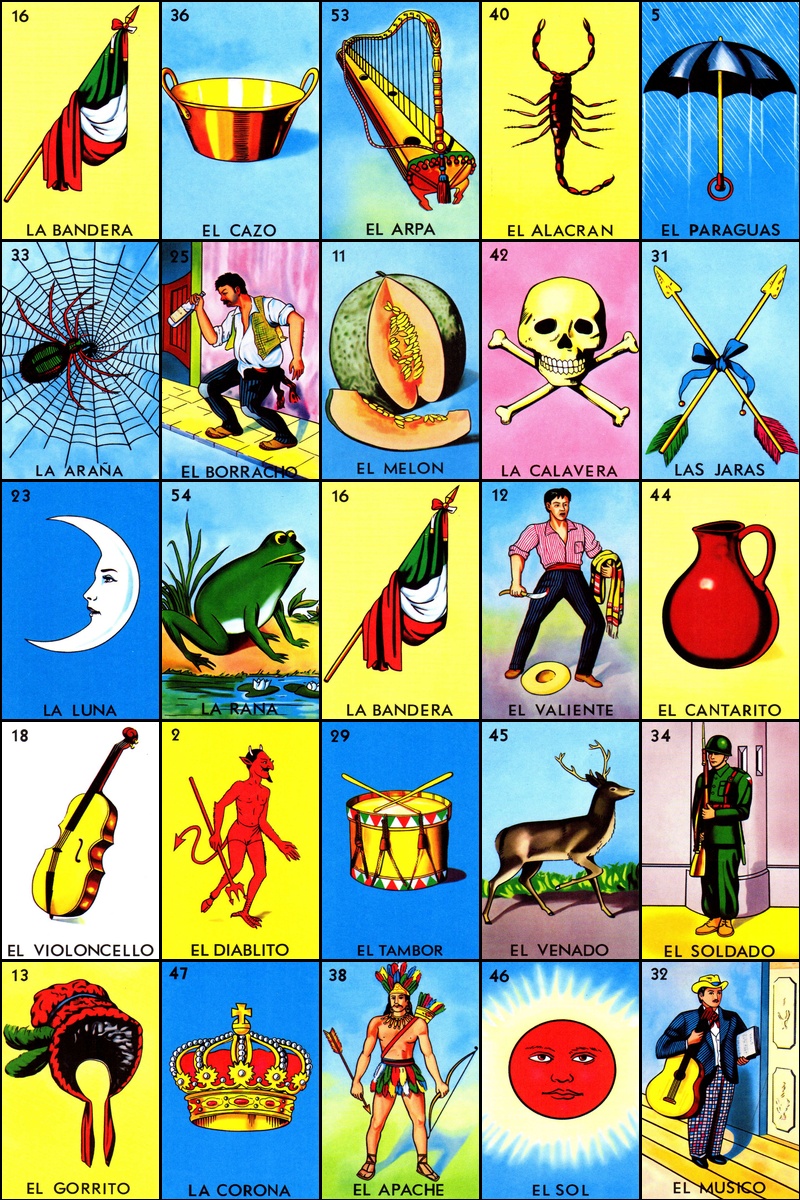 16
LA BANDERA
36
EL CAZO
53
EL ARPA
40
EL ALACRAN
5
EL PARAGUAS
33
LA ARAÑA
25
EL BORRACHO
11
EL MELON
42
LA CALAVERA
31
LAS JARAS
23
LA LUNA
54
LA RANA
16
LA BANDERA
12
EL VALIENTE
44
EL CANTARITO
18
EL VIOLONCELLO
2
EL DIABLITO
29
EL TAMBOR
45
EL VENADO
34
EL SOLDADO
13
EL GORRITO
47
LA CORONA
38
EL APACHE
46
EL SOL
32
EL MUSICO